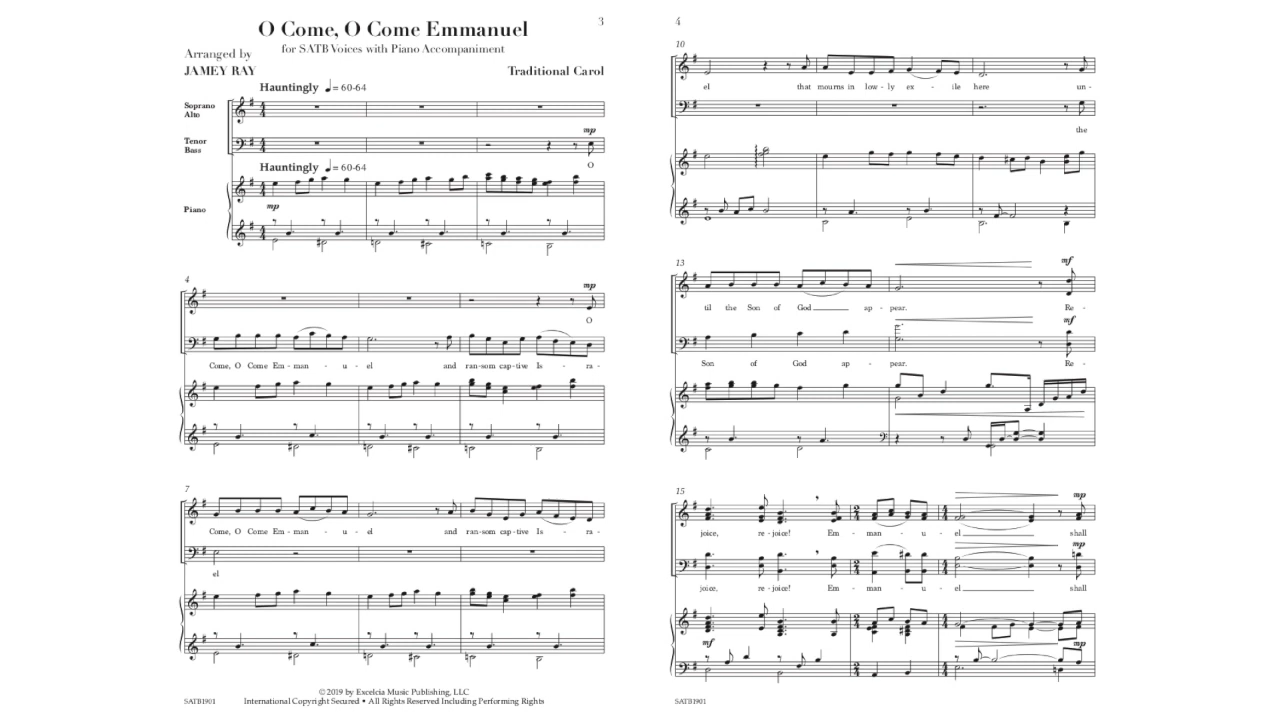 3
O Come, O Come Emmanuel
for SATB Voices with Piano Accompaniment
Arranged by
JAMEY RAY
Traditional Carol
Hauntingly ♩= 60-64
Soprano
Alto
mp
Tenor
Bass
O
Hauntingly ♩= 60-64
mp
Piano
4
mp
O
Come, O Come Em - man - u - el and ran-som cap-tive Is - ra-
7
Come, O Come Em - man - u - el and ran-som cap-tive Is - ra-
el
© 2019 by Excelcia Music Publishing, LLC
SATB1901
International Copyright Secured • All Rights Reserved Including Performing Rights
4
10
el that mourns in low - ly ex - ile here un-
the
13
mf
til the Son of God ap - pear. Re -
mf
Son of God ap - pear. Re -
15
mp
joice, re - joice! Em - man - u - el shall
mp
joice, re - joice! Em - man - u - el shall
mf
mp
SATB1901